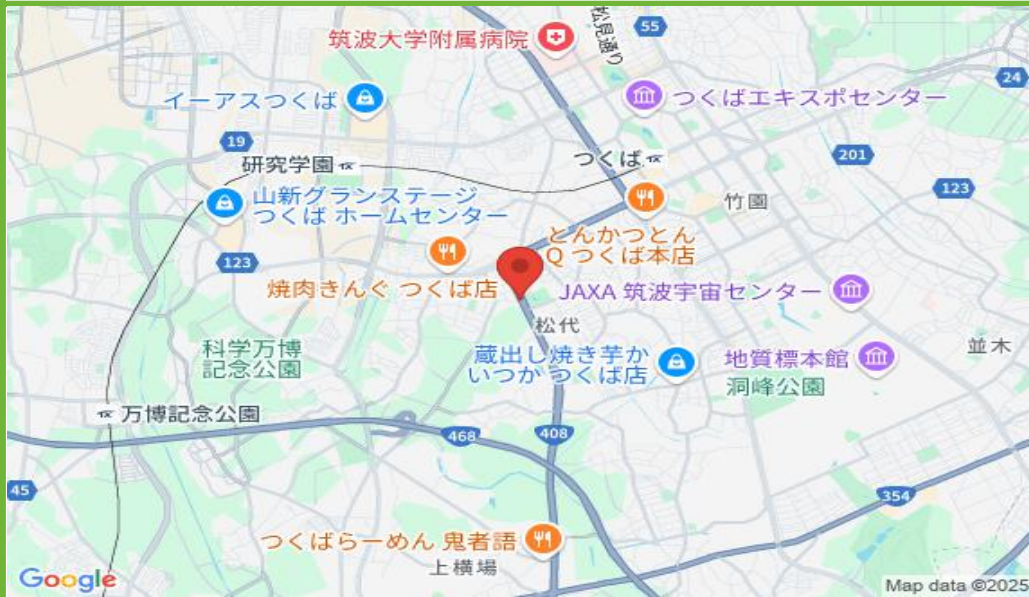 筑波大学附属病院
松見通り
55
24
イーアスつくば
つくばエキスポセンター
19
研究学園
つくば
201
123
山新グランステージ
つくば ホームセンター
竹園
とんかつとん
Q つくば本店
123
焼肉きんぐ つくば店
JAXA 筑波宇宙センター
松代
科学万博
記念公園
蔵出し焼き芋か
いつか つくば店
地質標本館
並木
洞峰公園
万博記念公園
468
408
45
354
つくばらーめん 鬼者語
上横場
Google
Map data ©2025